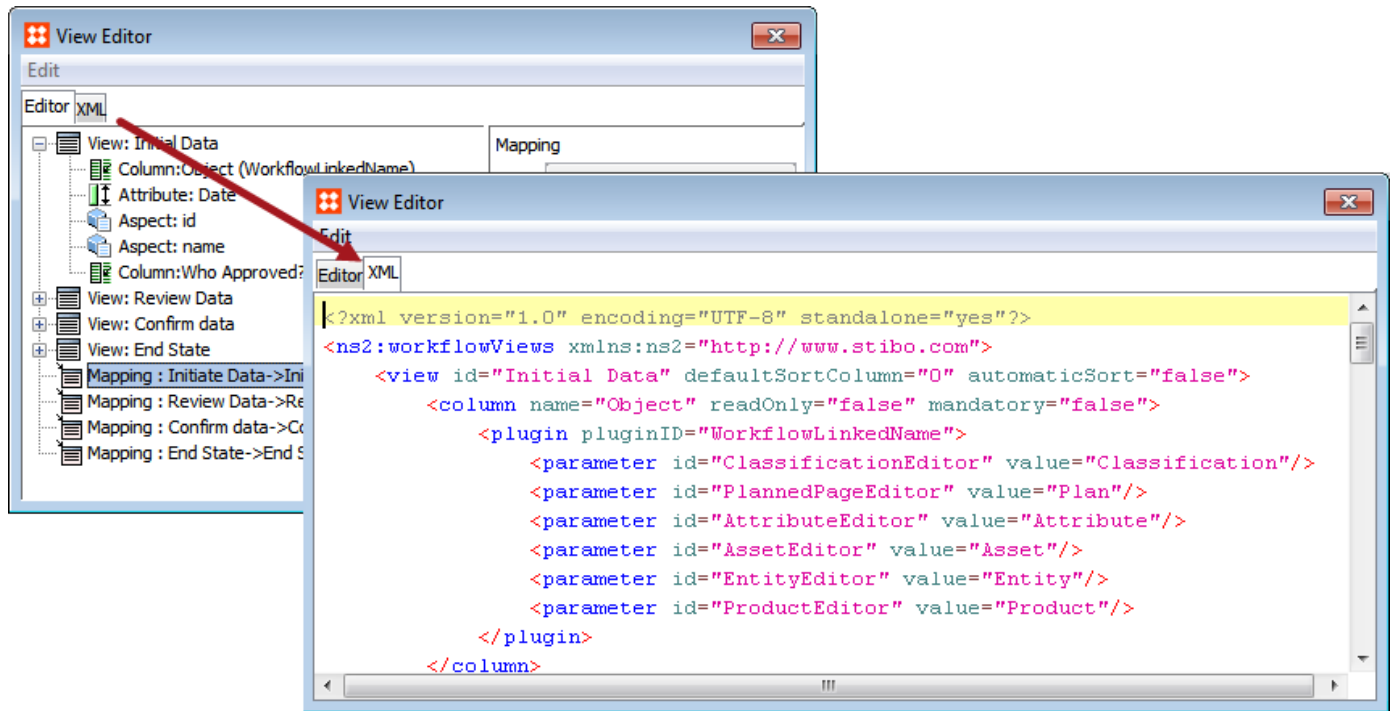 View Editor
Edit
Editor XML
View: Initial Data
Column:Object (WorkflowLinkedName)
Attribute: Date
Aspect: id
Aspect: name
Column:Who Approved?
View: Review Data
View: Confirm data
View: End State
Mapping : Initiate Data->Ini
Mapping : Review Data->Re
Mapping : Confirm data->Co
Mapping : End State->End S
Mapping
View Editor
Edit
Editor XML
<?xml version="1.0" encoding="UTF-8" standalone="yes"?>
<ns2:workflowViews xmlns:ns2="http://www.stibo.com">
<view id="Initial Data" defaultSortColumn="0" automaticSort="false">
<column name="Object" readOnly="false" mandatory="false">
<plugin pluginID="WorkflowLinkedName">
<parameter id="ClassificationEditor" value="Classification"/>
<parameter id="PlannedPageEditor" value="Plan"/>
<parameter id="AttributeEditor" value="Attribute"/>
<parameter id="AssetEditor" value="Asset"/>
<parameter id="EntityEditor" value="Entity"/>
<parameter id="ProductEditor" value="Product"/>
</plugin>
</column>